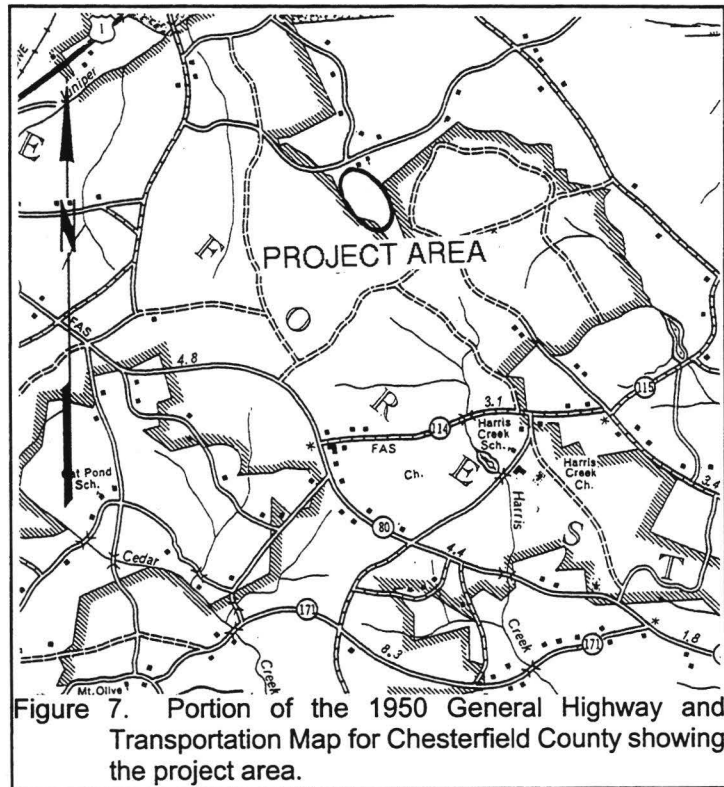 1
Juniper
E
N
PROJECT AREA
E
FAS
4.8
R
3.1
115
114
FAS
Harris
Creek Sch.
Harris
Creek
Ch.
E
Ch.
3.4
Sch.
Harris
80
4.4
S
T
Cedar
171
Creek
8.3
Creek
171
1.8
Mt. Olive
Figure 7. Portion of the 1950 General Highway and
Transportation Map for Chesterfield County showing
the project area.